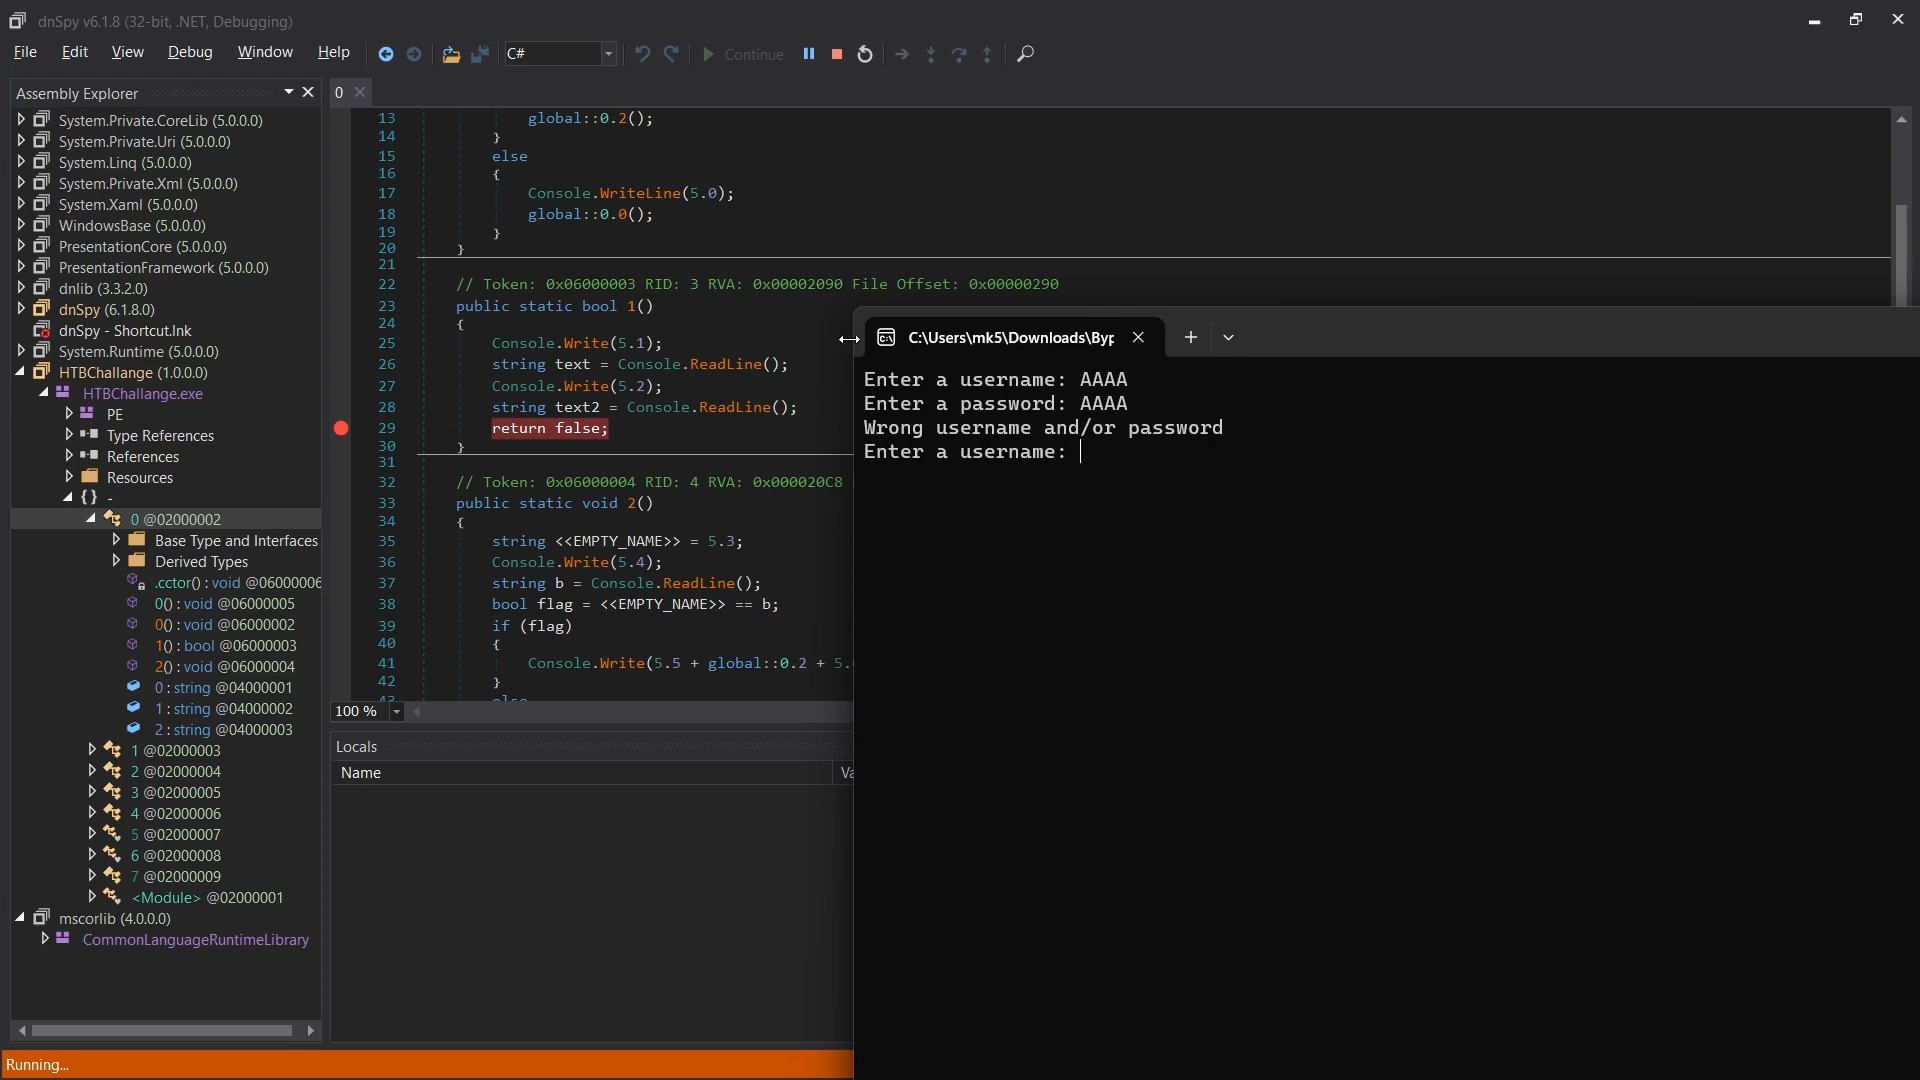 dnSpy v6.1.8 (32-bit, .NET, Debugging)
File Edit View Debug Window Help C# Continue
Assembly Explorer
System.Private.CoreLib (5.0.0.0)
System.Private.Uri (5.0.0.0)
System.Linq (5.0.0.0)
System.Private.Xml (5.0.0.0)
System.Xaml (5.0.0.0)
WindowsBase (5.0.0.0)
PresentationCore (5.0.0.0)
PresentationFramework (5.0.0.0)
dnlib (3.3.2.0)
dnSpy (6.1.8.0)
dnSpy - Shortcut.lnk
System.Runtime (5.0.0.0)
HTBChallange (1.0.0.0)
HTBChallange.exe
PE
Type References
References
Resources
{} -
0 @02000002
Base Type and Interfaces
Derived Types
.cctor() : void @06000006
0() : void @06000005
0() : void @06000002
1() : bool @06000003
2() : void @06000004
0 : string @04000001
1 : string @04000002
2 : string @04000003
1 @02000003
2 @02000004
3 @02000005
4 @02000006
5 @02000007
6 @02000008
7 @02000009
<Module> @02000001
mscorlib (4.0.0.0)
CommonLanguageRuntimeLibrary
0
13 global::0.2();
14 }
15 else
16 {
17 Console.WriteLine(5.0);
18 global::0.0();
19 }
20 }
21
22 // Token: 0x06000003 RID: 3 RVA: 0x00002090 File Offset: 0x00000290
23 public static bool 1()
24 {
25 Console.Write(5.1);
26 string text = Console.ReadLine();
27 Console.Write(5.2);
28 string text2 = Console.ReadLine();
29 return false;
30 }
31
32 // Token: 0x06000004 RID: 4 RVA: 0x000020C8
33 public static void 2()
34 {
35 string <<EMPTY_NAME>> = 5.3;
36 Console.Write(5.4);
37 string b = Console.ReadLine();
38 bool flag = <<EMPTY_NAME>> == b;
39 if (flag)
40 {
41 Console.Write(5.5 + global::0.2 + 5.
42 }
43 else
100 %
Locals
Name
Running...
C:\Users\mk5\Downloads\Byp
Enter a username: AAAA
Enter a password: AAAA
Wrong username and/or password
Enter a username: